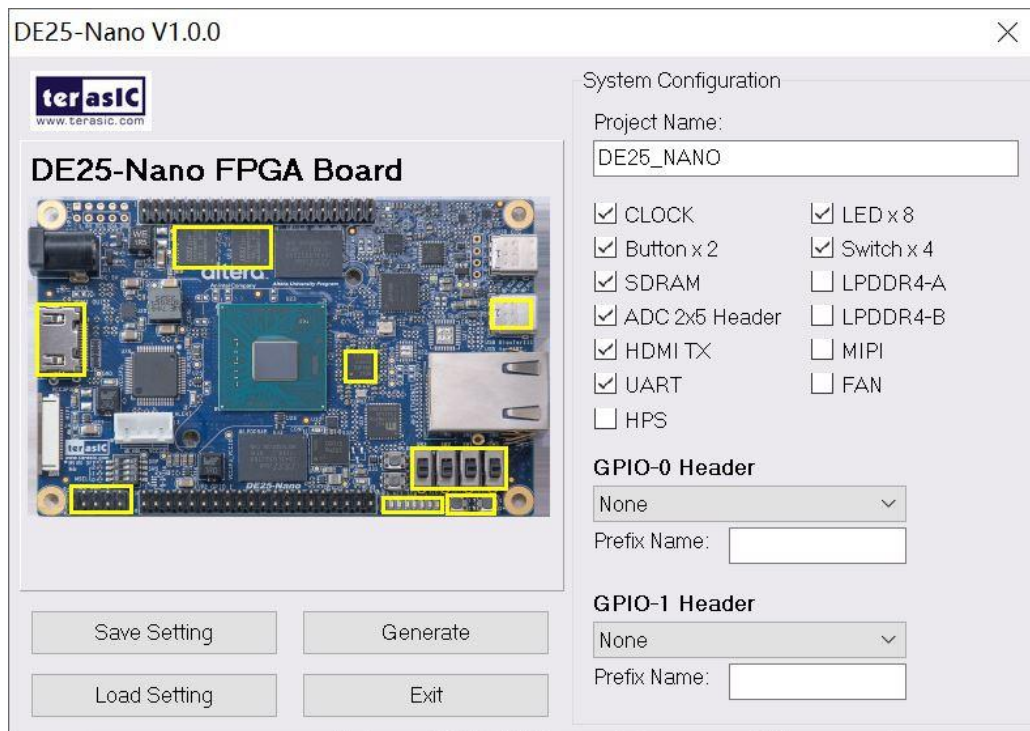 DE25-Nano V1.0.0
terasIC
www.terasic.com
DE25-Nano FPGA Board
altera
Altera University Program
terasIC
DE25-Nano
Save Setting
Generate
Load Setting
Exit
System Configuration
Project Name:
DE25_NANO
CLOCK
LED x 8
Button x 2
Switch x 4
SDRAM
LPDDR4-A
ADC 2x5 Header
LPDDR4-B
HDMI TX
MIPI
UART
FAN
HPS
GPIO-0 Header
None
Prefix Name:
GPIO-1 Header
None
Prefix Name: